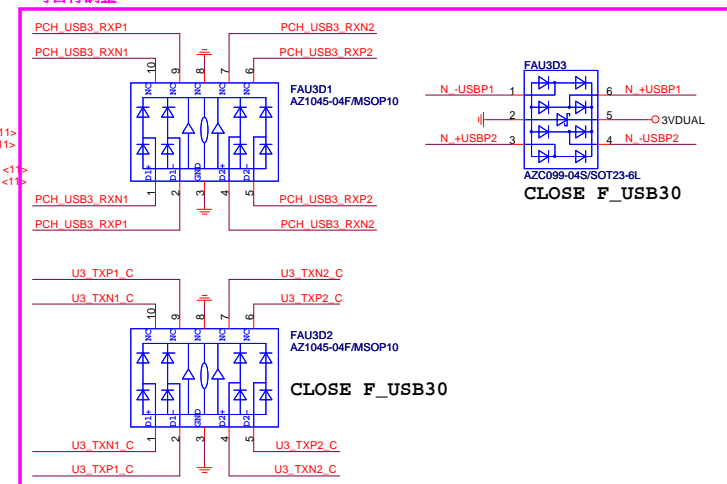 PCH_USB3_RXP1
PCH_USB3_RXN2
PCH_USB3_RXN1
PCH_USB3_RXP2
10
9
8
7
6
NC
NC
NC
NC
NC
FAU3D1
AZ1045-04F/MSOP10
D1+
D1-
GND
D2+
D2-
1
2
3
4
5
PCH_USB3_RXN1
PCH_USB3_RXP2
PCH_USB3_RXP1
PCH_USB3_RXN2
11>
11>
<11>
<11>
FAU3D3
N_-USBP1
1
6
N_+USBP1
2
5
3VDUAL
N_+USBP2
3
4
N_-USBP2
AZC099-04S/SOT23-6L
CLOSE F_USB30
U3_TXP1_C
U3_TXN2_C
U3_TXN1_C
U3_TXP2_C
10
9
8
7
6
NC
NC
NC
NC
NC
FAU3D2
AZ1045-04F/MSOP10
CLOSE F_USB30
D1+
D1-
GND
D2+
D2-
1
2
3
4
5
U3_TXN1_C
U3_TXP2_C
U3_TXP1_C
U3_TXN2_C